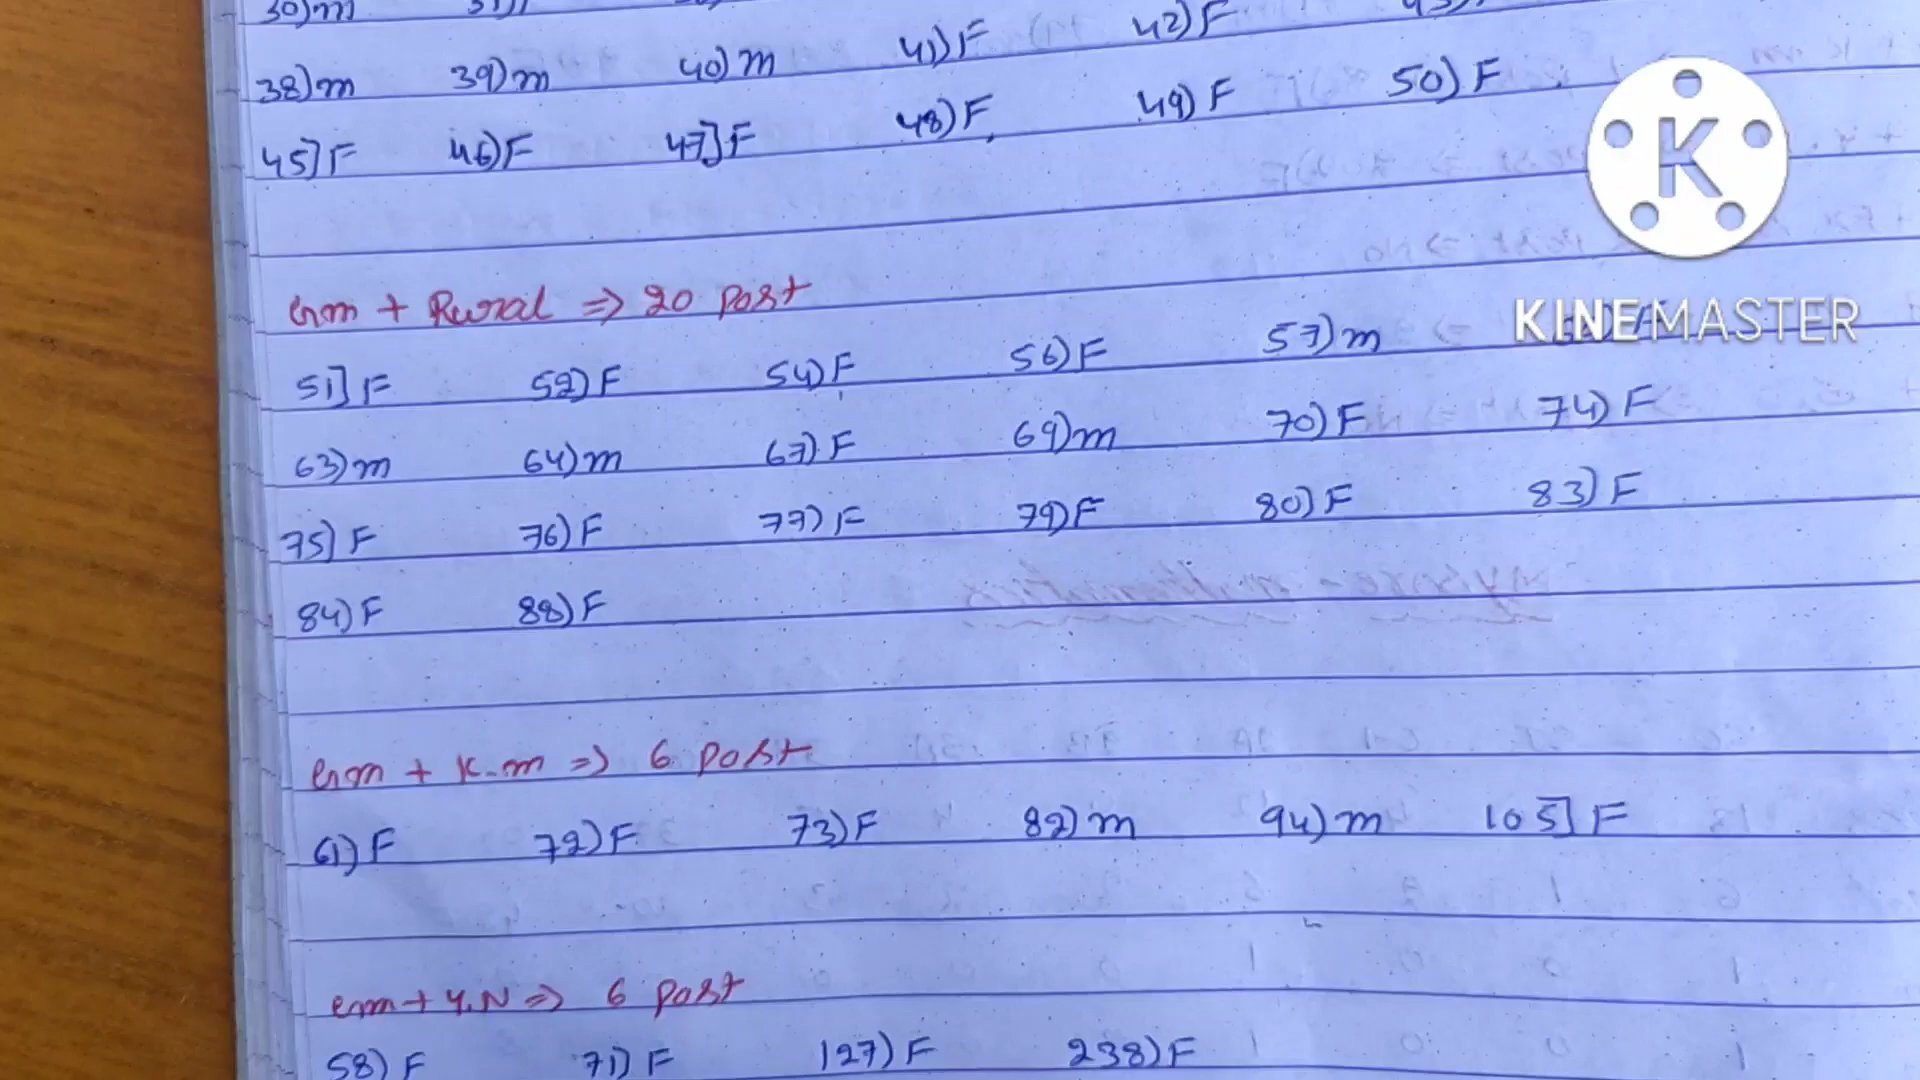 30)m
38)m 39)m 40)m 41)F 42)F
45]F 46)F 47]F 48)F 49)F 50)F
Gm + Rural => 20 Post
51]F 52)F 54)F 56)F 57)m
63)m 64)m 67)F 69)m 70)F 74)F
75]F 76)F 77)F 79)F 80)F 83)F
84)F 88)F
Gm + K.m => 6 Post
61)F 72)F 73)F 82)m 94)m 105]F
Gm + Y.N => 6 Post
58)F 71)F 127)F 238)F
K
KINEMASTER